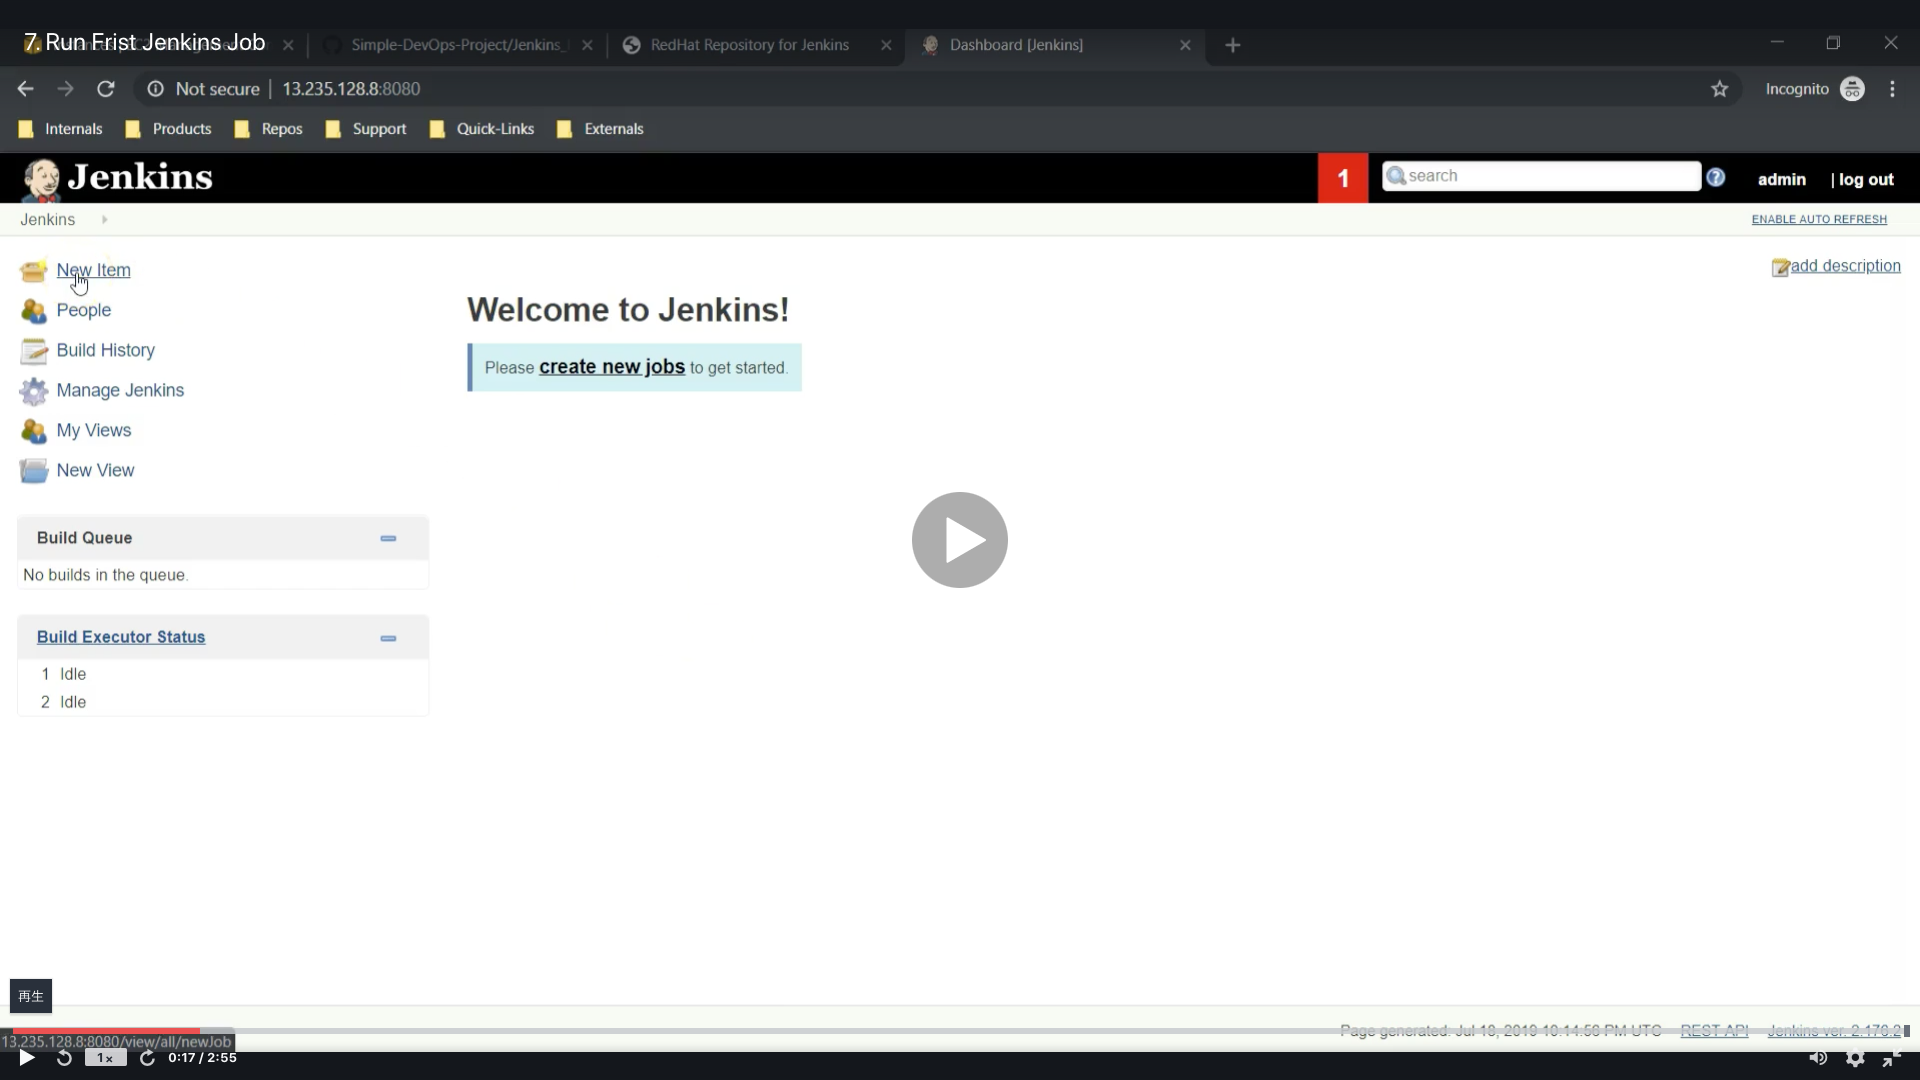 7. Run Frist Jenkins Job
Simple-DevOps-Project/Jenkins_
RedHat Repository for Jenkins
Dashboard [Jenkins]
Not secure | 13.235.128.8:8080
Incognito
Internals
Products
Repos
Support
Quick-Links
Externals
Jenkins
1
search
admin
| log out
Jenkins
ENABLE AUTO REFRESH
New Item
add description
People
Build History
Manage Jenkins
My Views
New View
Welcome to Jenkins!
Please create new jobs to get started.
Build Queue
No builds in the queue.
Build Executor Status
1 Idle
2 Idle
再生
Page generated: Jul 18, 2019 10:14:56 PM UTC
REST API
Jenkins ver. 2.176.2
13.235.128.8:8080/view/all/newJob
1x
0:17 / 2:55